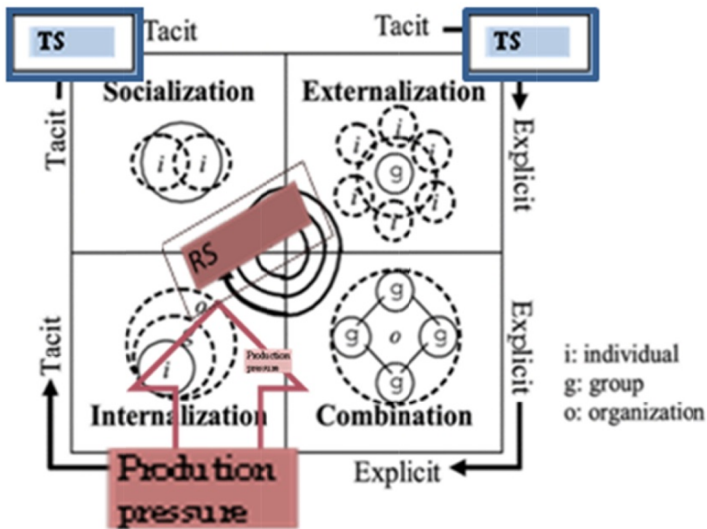 TS
Tacit
Tacit
TS
Socialization
Externalization
Tacit
Explicit
i
i
i
i
i
i
i
i
g
RS
o
i
Production
pressure
g
g
o
g
g
Tacit
Explicit
Internalization
Combination
i: individual
g: group
o: organization
Prodution
pressure
Explicit